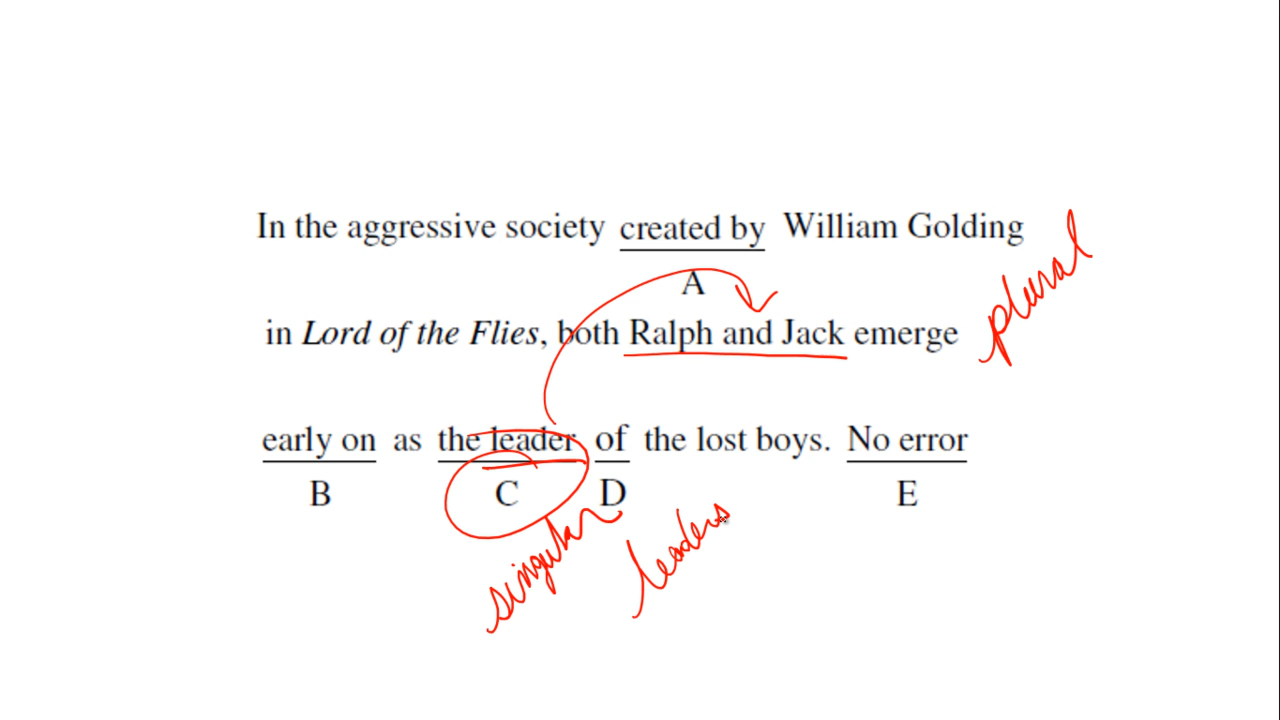 In the aggressive society created by William Golding
A
plural
in Lord of the Flies, both Ralph and Jack emerge
early on as the leader of the lost boys. No error
B C D E
singular leaders